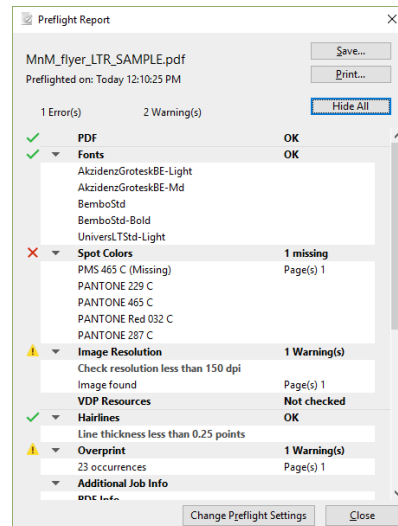 Preflight Report
MnM_flyer_LTR_SAMPLE.pdf
Save...
Preflighted on: Today 12:10:25 PM
Print...
1 Error(s) 2 Warning(s)
Hide All
PDF OK
Fonts OK
AkzidenzGroteskBE-Light
AkzidenzGroteskBE-Md
BemboStd
BemboStd-Bold
UniversLTStd-Light
Spot Colors 1 missing
PMS 465 C (Missing) Page(s) 1
PANTONE 229 C
PANTONE 465 C
PANTONE Red 032 C
PANTONE 287 C
Image Resolution 1 Warning(s)
Check resolution less than 150 dpi
Image found Page(s) 1
VDP Resources Not checked
Hairlines OK
Line thickness less than 0.25 points
Overprint 1 Warning(s)
23 occurrences Page(s) 1
Additional Job Info
PDF Info
Change Preflight Settings Close